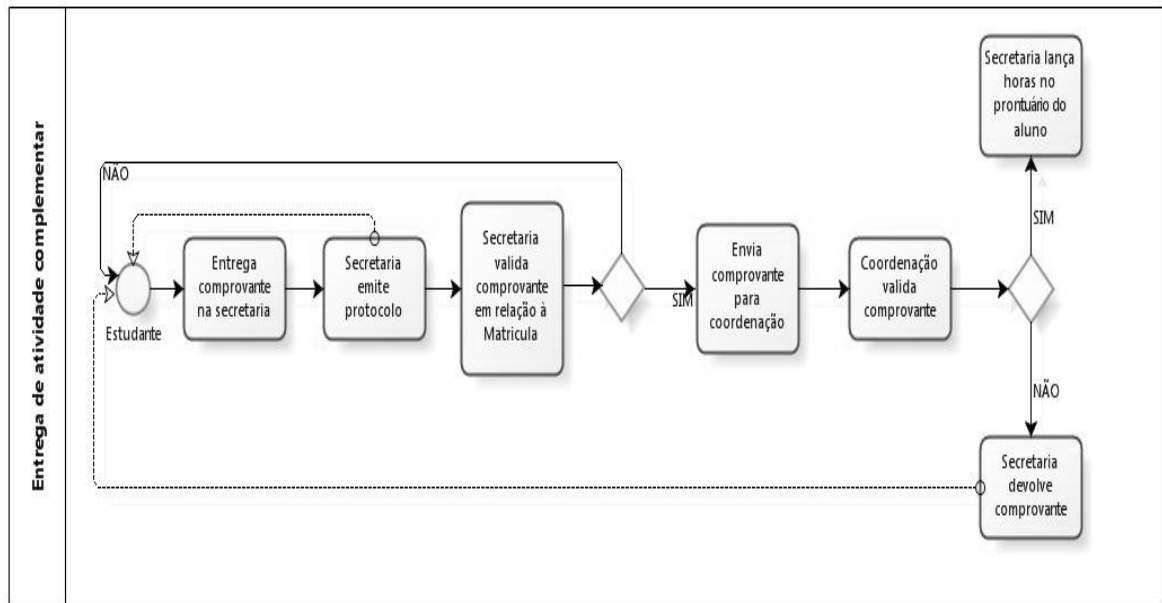 Entrega de atividade complementar
NÃO
Estudante
Entrega
comprovante
na secretaria
Secretaria
emite
protocolo
Secretaria
valida
comprovante
em relação à
Matricula
SIM
Envia
comprovante
para
coordenação
Coordenação
valida
comprovante
Secretaria lança
horas no
prontuário do
aluno
SIM
NÃO
Secretaria
devolve
comprovante